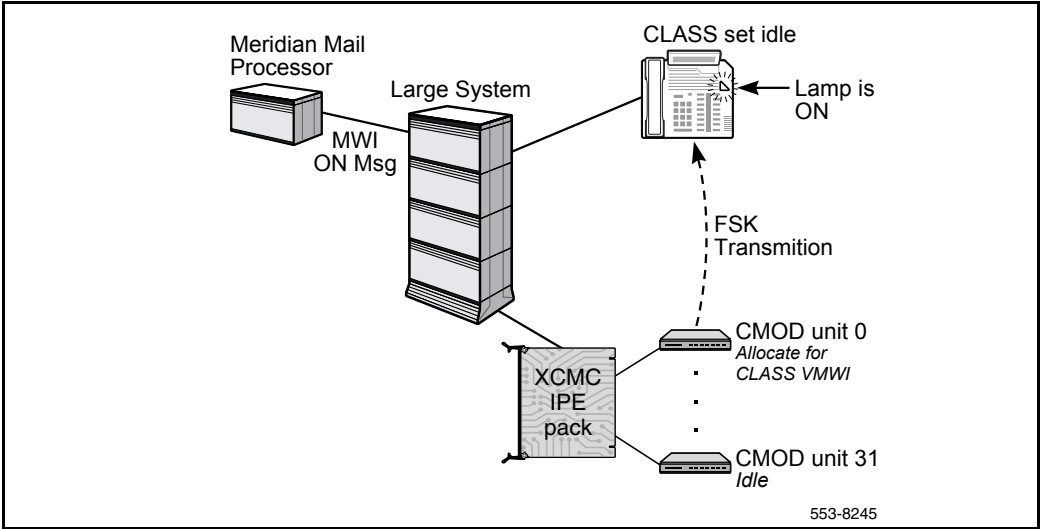 Meridian Mail
Processor
Large System
MWI
ON Msg
CLASS set idle
Lamp is
ON
FSK
Transmition
XCMC
IPE
pack
CMOD unit 0
Allocate for
CLASS VMWI
CMOD unit 31
Idle
553-8245